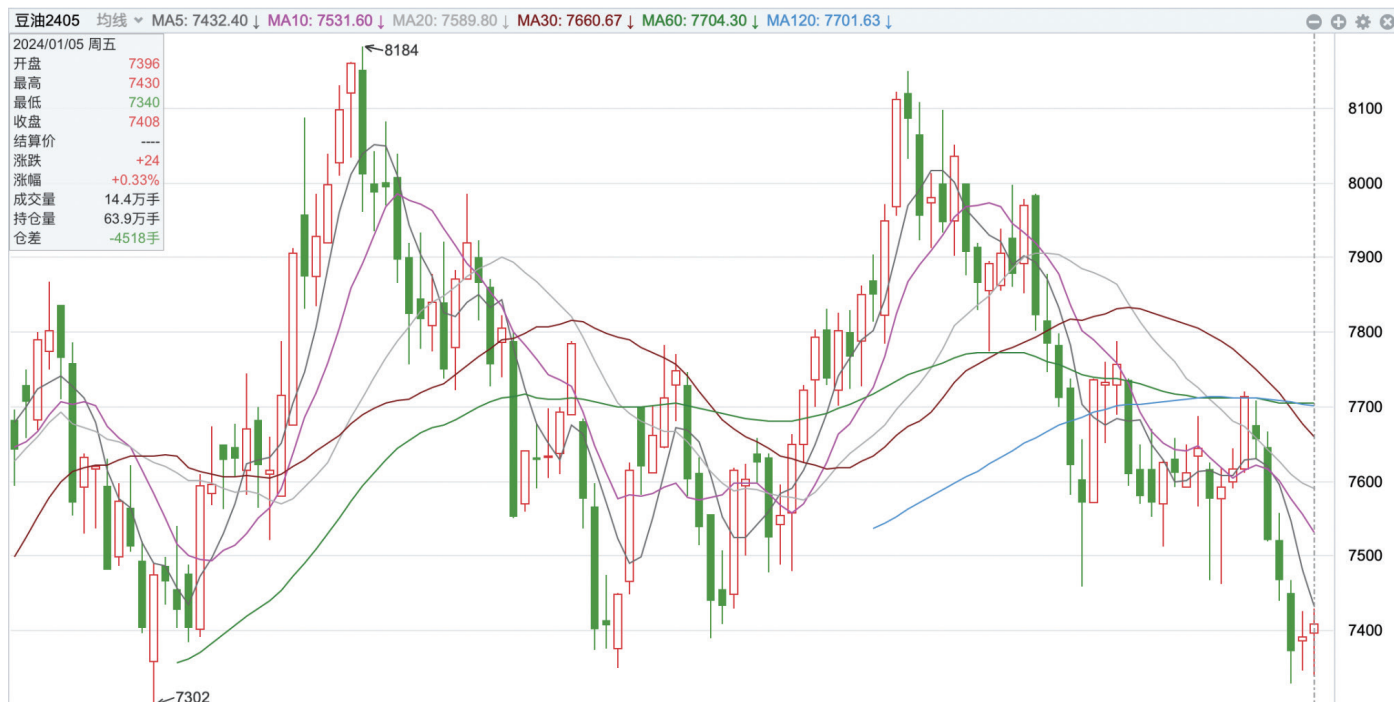 豆油2405 均线 MA5: 7432.40↓ MA10: 7531.60↓ MA20: 7589.80↓ MA30: 7660.67↓ MA60: 7704.30↓ MA120: 7701.63↓
2024/01/05 周五
开盘 7396
最高 7430
最低 7340
收盘 7408
结算价 ----
涨跌 +24
涨幅 +0.33%
成交量 14.4万手
持仓量 63.9万手
仓差 -4518手
8184
8100
8000
7900
7800
7700
7600
7500
7400
7302